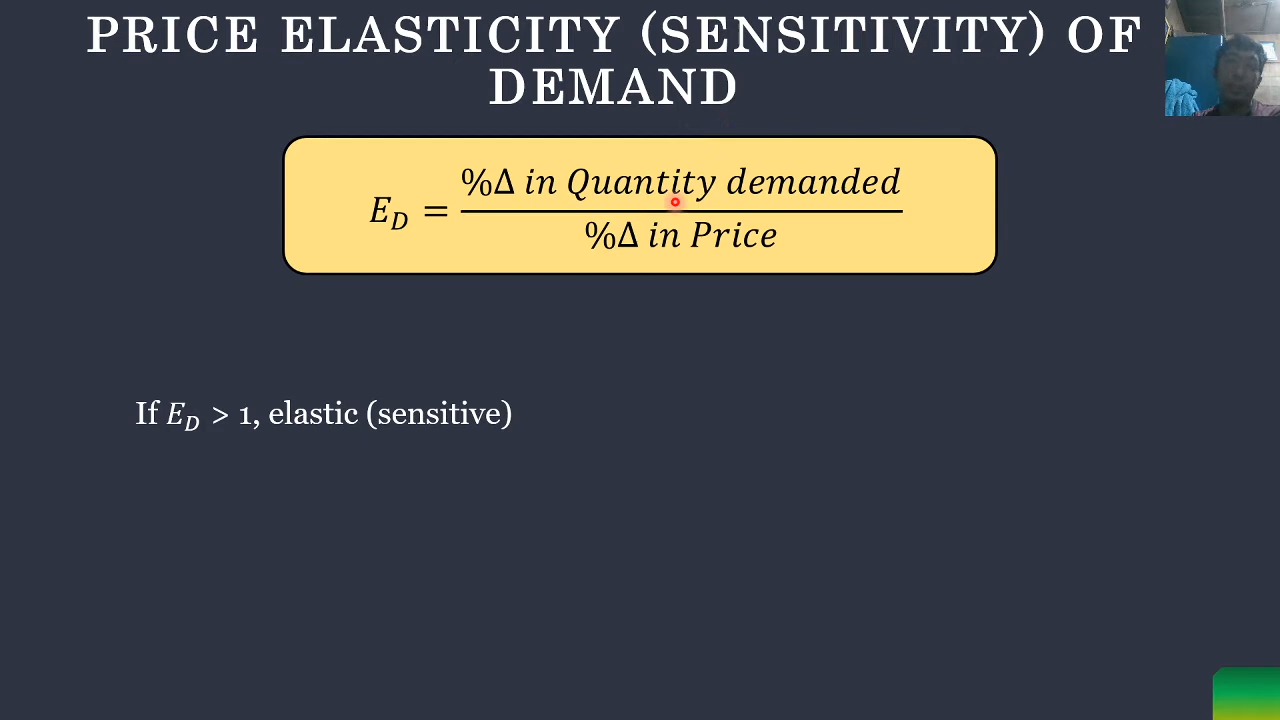 PRICE ELASTICITY (SENSITIVITY) OF
DEMAND
E_D = %Δ in Quantity demanded / %Δ in Price
If E_D > 1, elastic (sensitive)